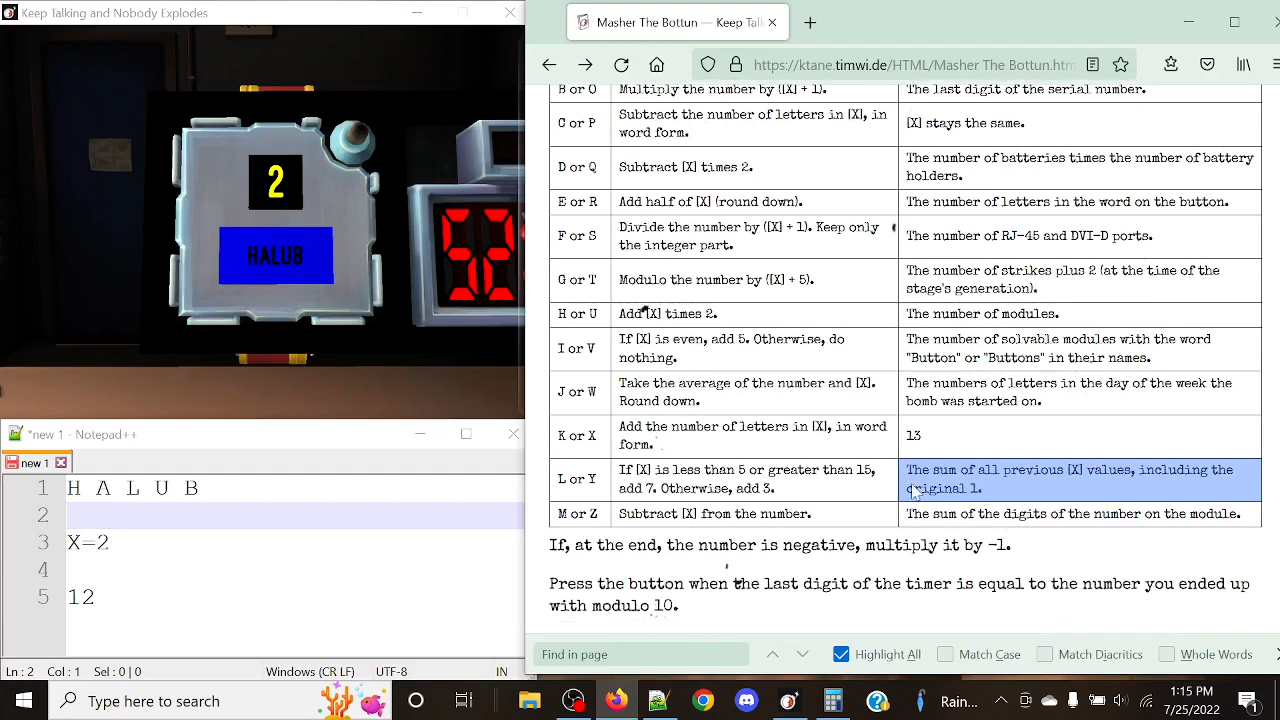 Keep Talking and Nobody Explodes
2
HALUB
*new 1 - Notepad++
new 1
1 H A L U B
2
3 X=2
4
5 12
Ln : 2 Col : 1 Sel : 0 | 0 Windows (CR LF) UTF-8 IN
Masher The Bottun — Keep Talk
https://ktane.timwi.de/HTML/Masher The Bottun.htm
B or O Multiply the number by ([X] + 1). The last digit of the serial number.
C or P Subtract the number of letters in [X], in word form. [X] stays the same.
D or Q Subtract [X] times 2. The number of batteries times the number of battery holders.
E or R Add half of [X] (round down). The number of letters in the word on the button.
F or S Divide the number by ([X] + 1). Keep only the integer part. The number of RJ-45 and DVI-D ports.
G or T Modulo the number by ([X] + 5). The number of strikes plus 2 (at the time of the stage's generation).
H or U Add [X] times 2. The number of modules.
I or V If [X] is even, add 5. Otherwise, do nothing. The number of solvable modules with the word "Button" or "Buttons" in their names.
J or W Take the average of the number and [X]. Round down. The numbers of letters in the day of the week the bomb was started on.
K or X Add the number of letters in [X], in word form. 13
L or Y If [X] is less than 5 or greater than 15, add 7. Otherwise, add 3. The sum of all previous [X] values, including the original 1.
M or Z Subtract [X] from the number. The sum of the digits of the number on the module.
If, at the end, the number is negative, multiply it by -1.
Press the button when the last digit of the timer is equal to the number you ended up
with modulo 10.
Find in page Highlight All Match Case Match Diacritics Whole Words
Type here to search
Ran...
1:15 PM
7/25/2022